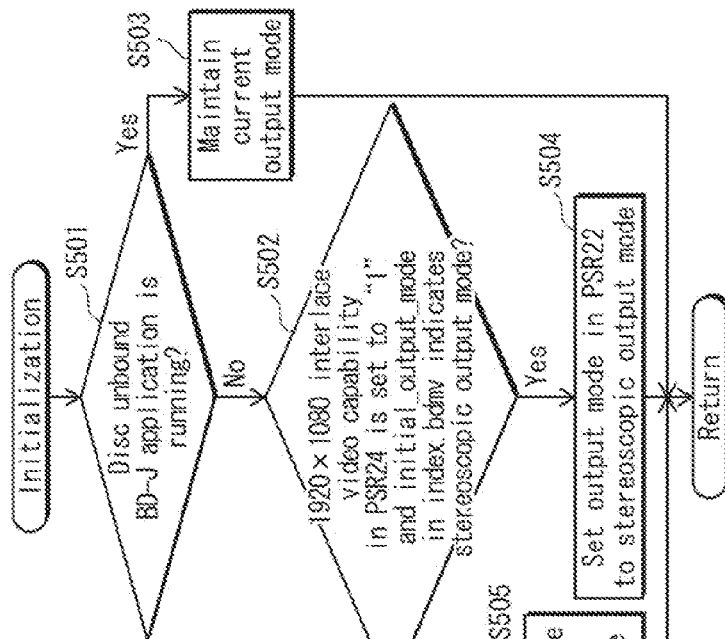 Initialization
S501
Disc unbound
BD-J application is
running?
Yes
S503
Maintain
current
output mode
No
S502
1920×1080 interlace
video capability
in PSR24 is set to “1”
and initial_output_mode
in index.bdmv indicates
stereoscopic output mode?
Yes
S504
Set output mode in PSR22
to stereoscopic output mode
S505
Return